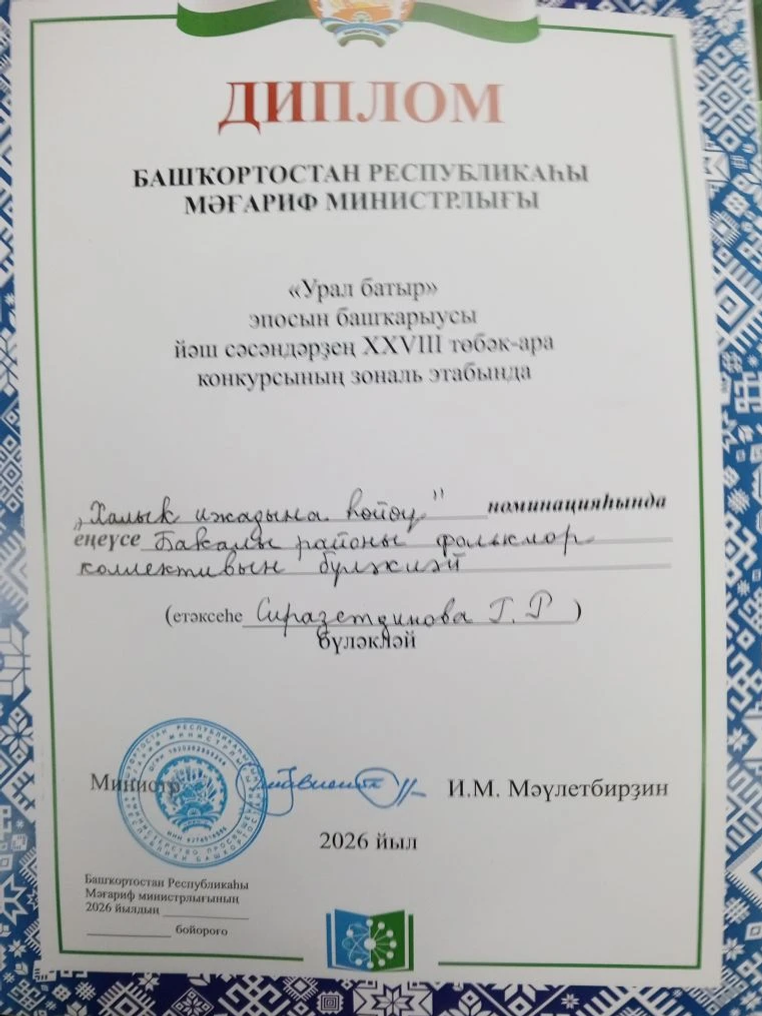 ДИПЛОМ
БАШҠОРТОСТАН РЕСПУБЛИКАҺЫ
МӘҒАРИФ МИНИСТРЛЫҒЫ
«Урал батыр»
эпосын башҡарыусы
йәш сәсәндәрҙең XXVIII төбәк-ара
конкурсының зональ этабында
„Халыҡ ижадына һөйөү" номинацияһында
еңеүсе Бакалы районы фольклор
коллективын бүләкләй
(етәксеһе Сиразетдинова Г. Р)
бүләкләй
Министр И.М. Мәүлетбирҙин
2026 йыл
Башҡортостан Республикаһы
Мәғариф министрлығының
2026 йылдың
бойороғо